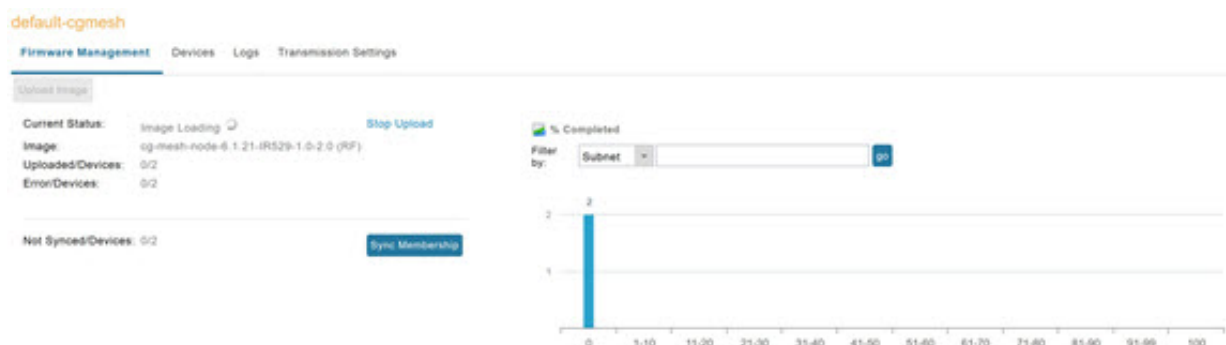 default-cgmesh
Firmware Management Devices Logs Transmission Settings
Upload Image
Current Status: Image Loading Stop Upload
Image: cg-mesh-node-6.1.21-IR529-1.0-2.0 (RF)
Uploaded/Devices: 0/2
Error/Devices: 0/2
Not Synced/Devices: 0/2 Sync Membership
% Completed
Filter by: Subnet go
2
2
1
0 1-10 11-20 21-30 31-40 41-50 51-60 61-70 71-80 81-90 91-99 100